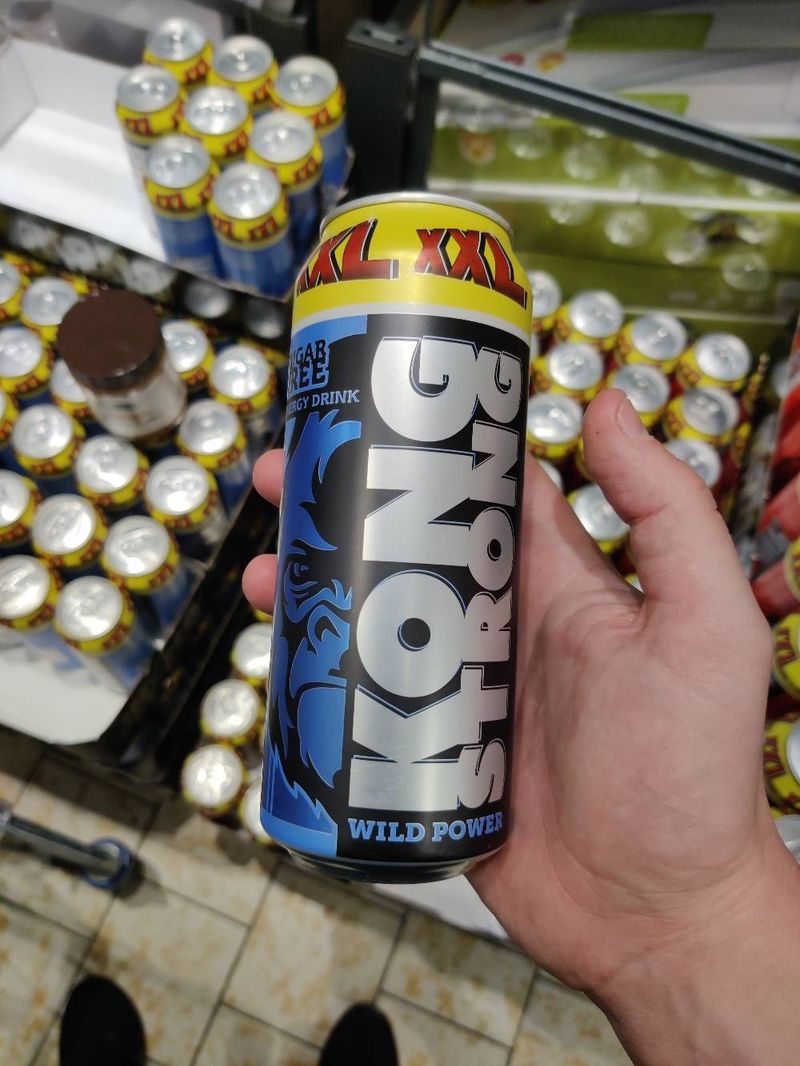 XXL XXL
SUGAR
FREE
ENERGY DRINK
KONG
STRONG
WILD POWER